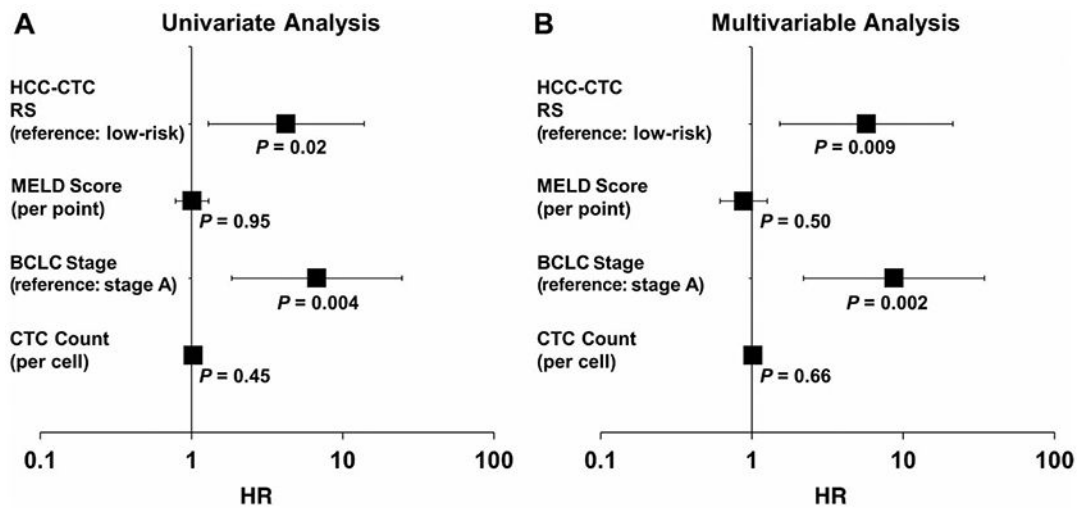 A Univariate Analysis
HCC-CTC
RS
(reference: low-risk)
P = 0.02
MELD Score
(per point)
P = 0.95
BCLC Stage
(reference: stage A)
P = 0.004
CTC Count
(per cell)
P = 0.45
0.1 1 10 100
HR
B Multivariable Analysis
HCC-CTC
RS
(reference: low-risk)
P = 0.009
MELD Score
(per point)
P = 0.50
BCLC Stage
(reference: stage A)
P = 0.002
CTC Count
(per cell)
P = 0.66
0.1 1 10 100
HR